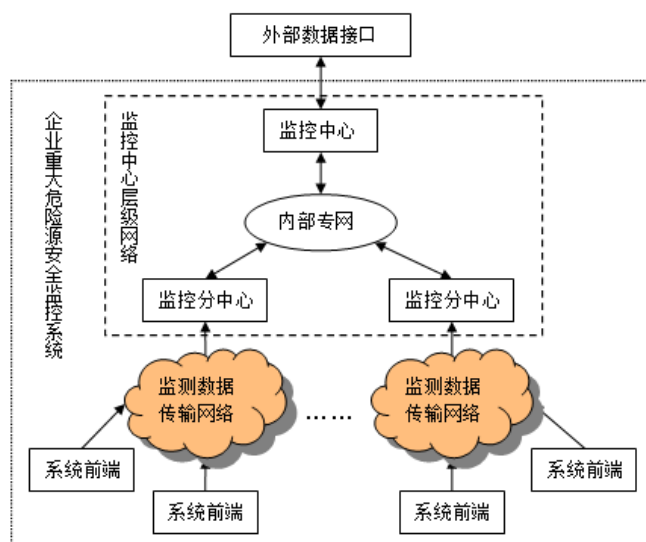 外部数据接口
企业重大危险源安全监控系统
监控中心层级网络
监控中心
内部专网
监控分中心
监控分中心
监测数据
传输网络
……
监测数据
传输网络
系统前端
系统前端
系统前端
系统前端